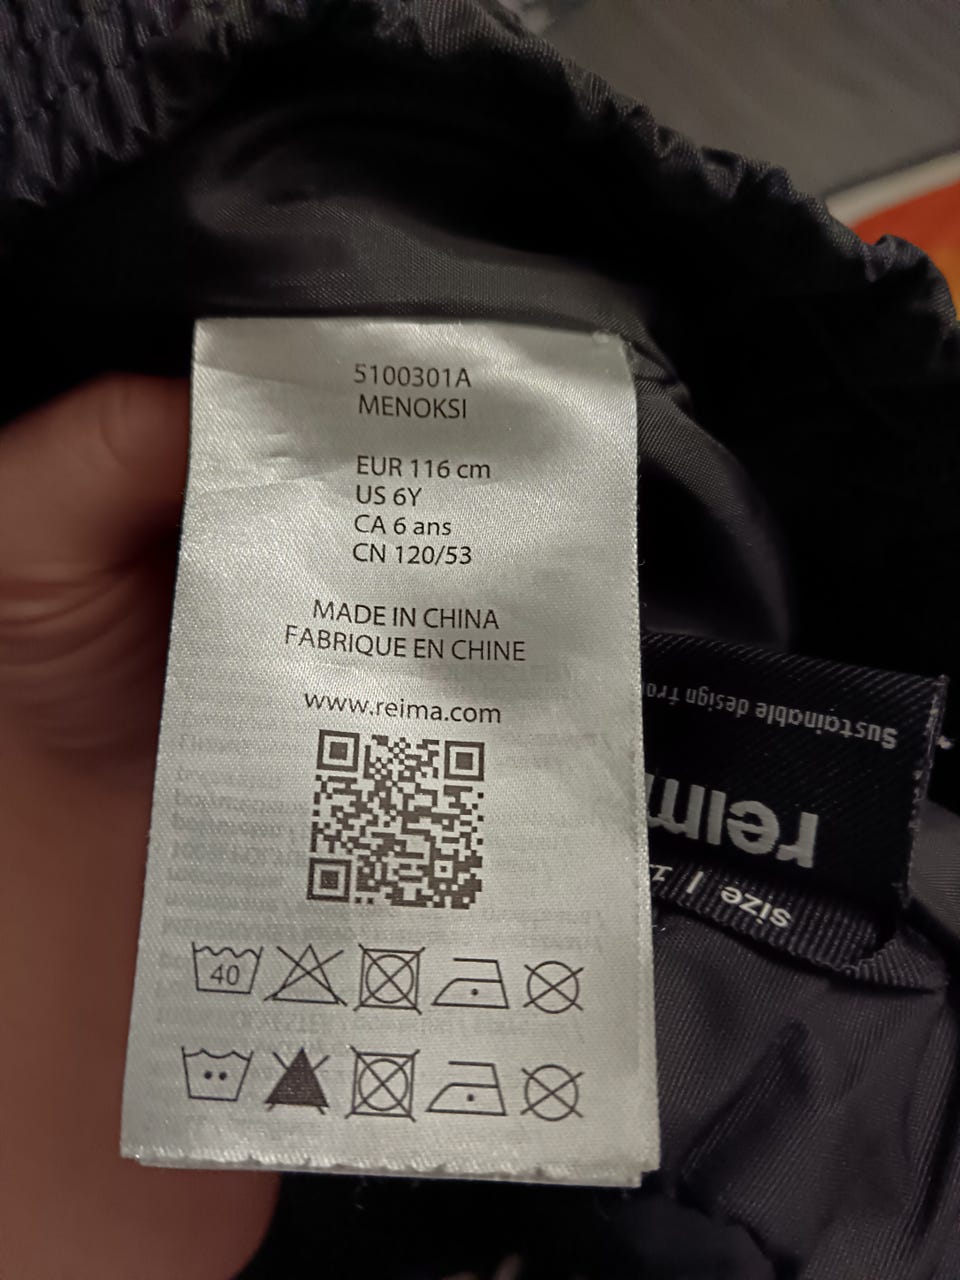 5100301A
MENOKSI
EUR 116 cm
US 6Y
CA 6 ans
CN 120/53
MADE IN CHINA
FABRIQUE EN CHINE
www.reima.com
40
Sustainable design
reim
size |